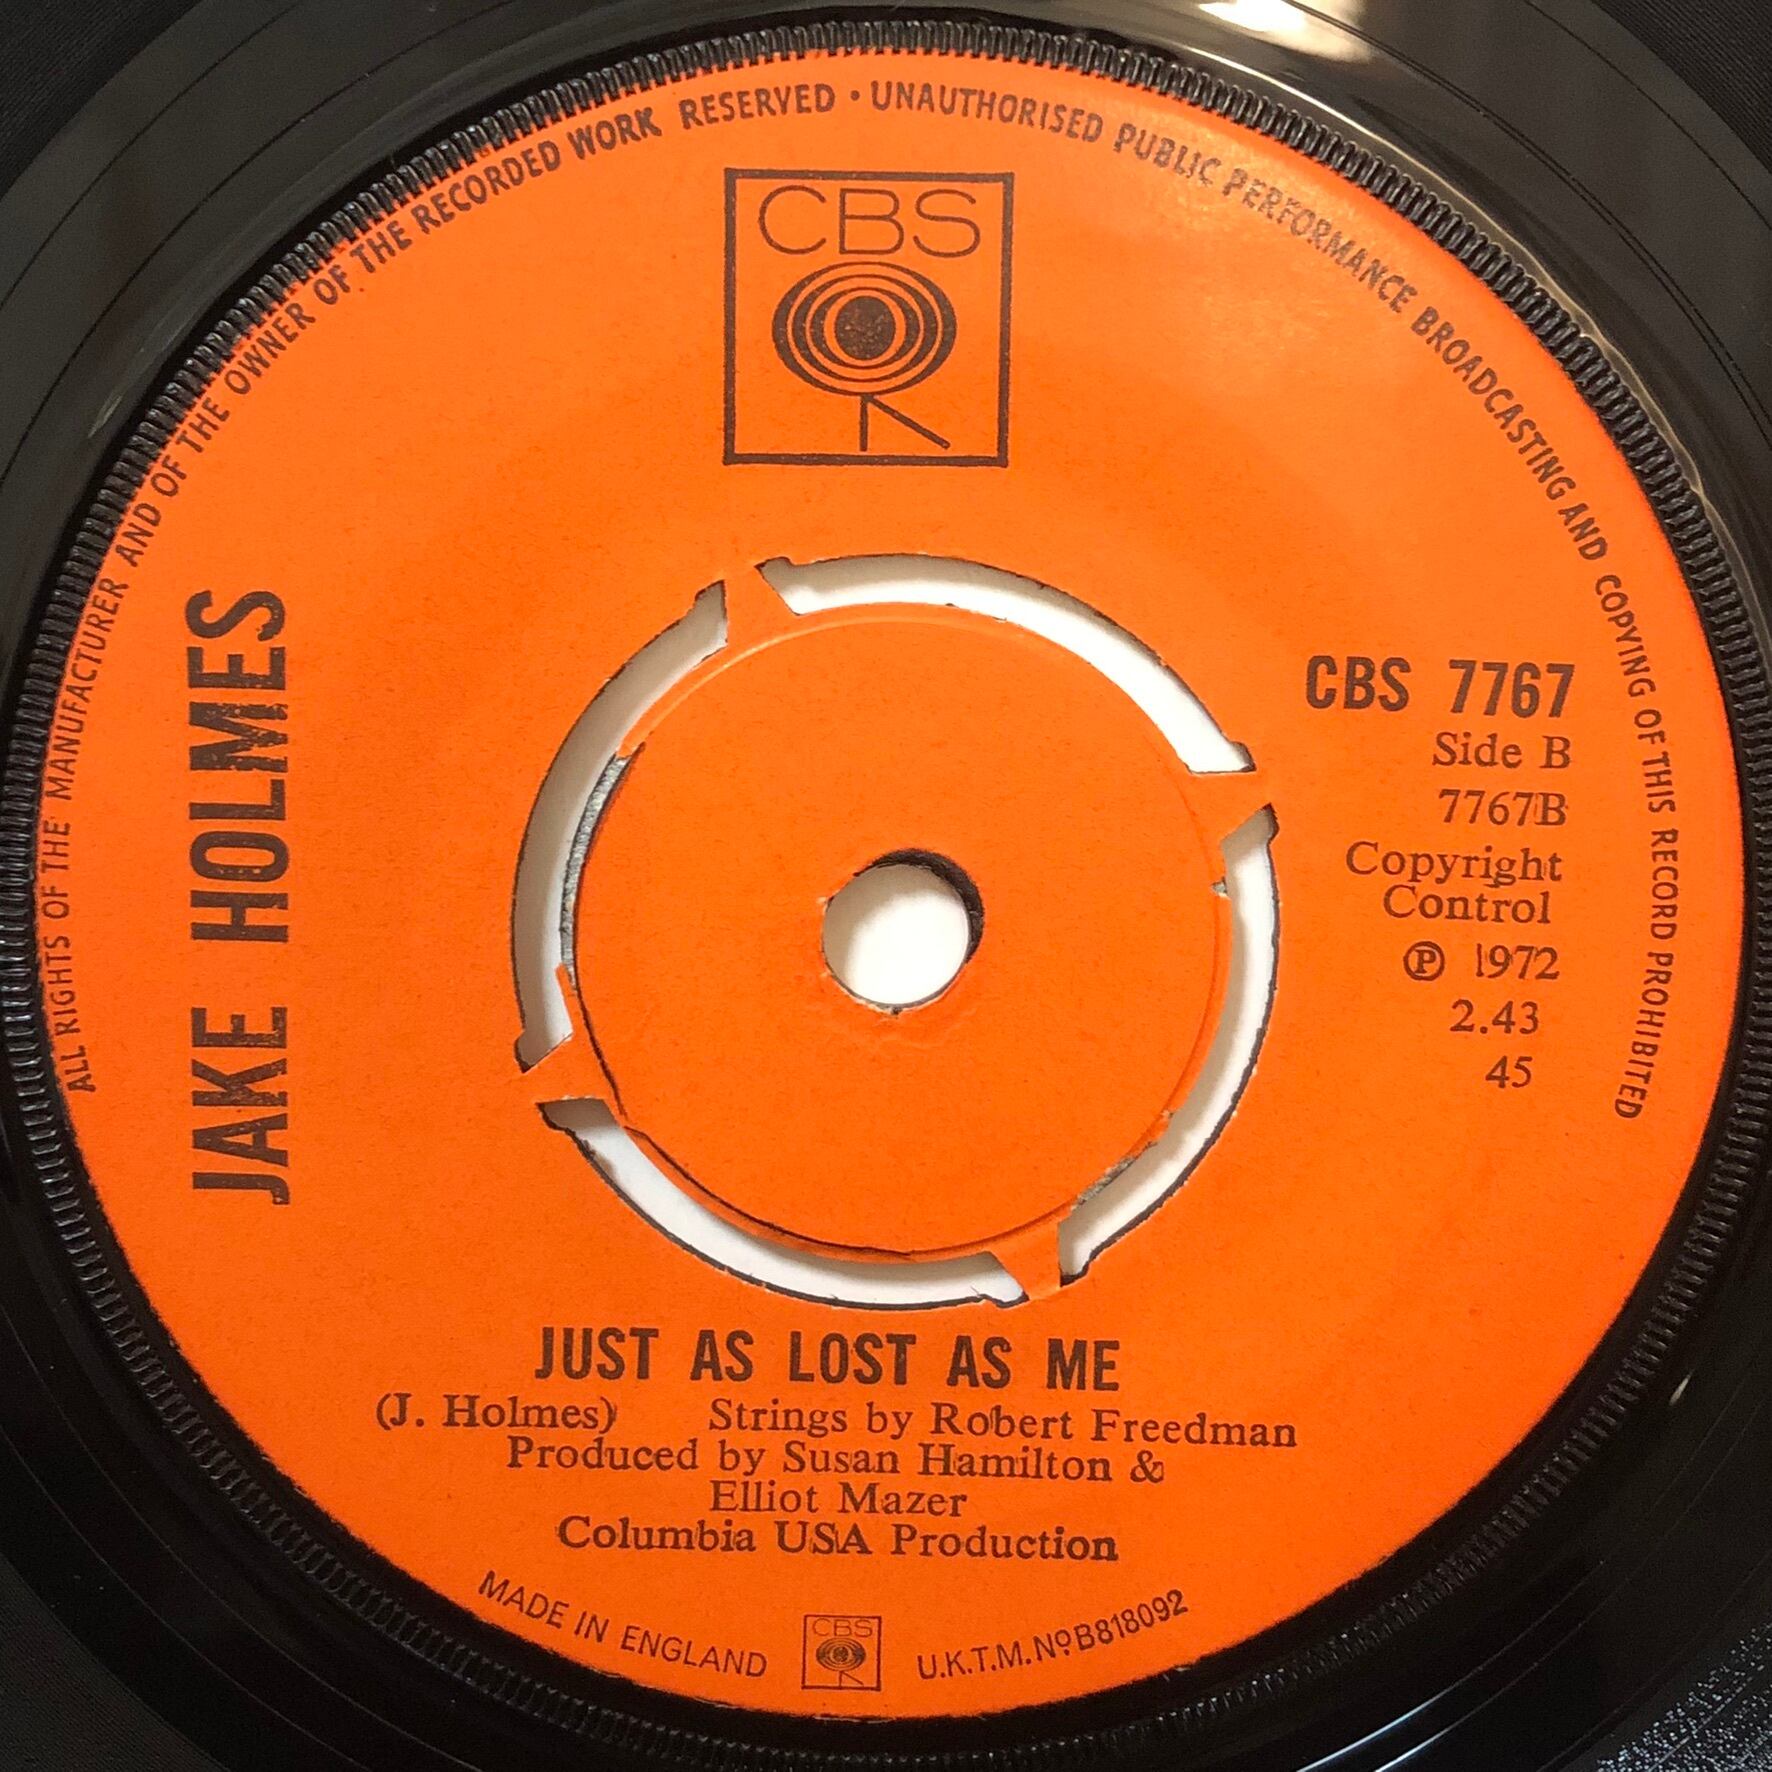 ALL RIGHTS OF THE MANUFACTURER AND OF THE OWNER OF THE RECORDED WORK RESERVED · UNAUTHORISED PUBLIC PERFORMANCE BROADCASTING AND COPYING OF THIS RECORD PROHIBITED
CBS
JAKE HOLMES
CBS 7767
Side B
7767B
Copyright
Control
℗ 1972
2.43
45
JUST AS LOST AS ME
(J. Holmes) Strings by Robert Freedman
Produced by Susan Hamilton &
Elliot Mazer
Columbia USA Production
MADE IN ENGLAND
CBS
U.K.T.M.Nº.B818092